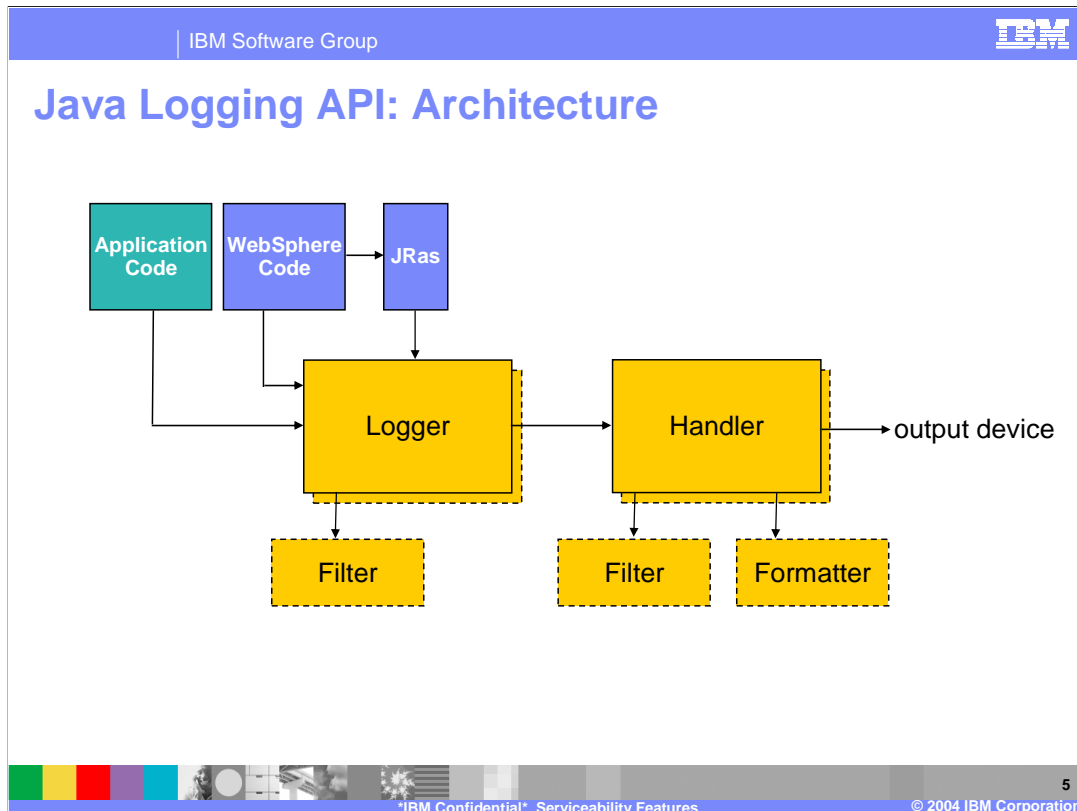 IBM Software Group
IBM
Java Logging API: Architecture
Application
Code
WebSphere
Code
JRas
Logger
Handler
output device
Filter
Filter
Formatter
5
*IBM Confidential* Serviceability Features
© 2004 IBM Corporation